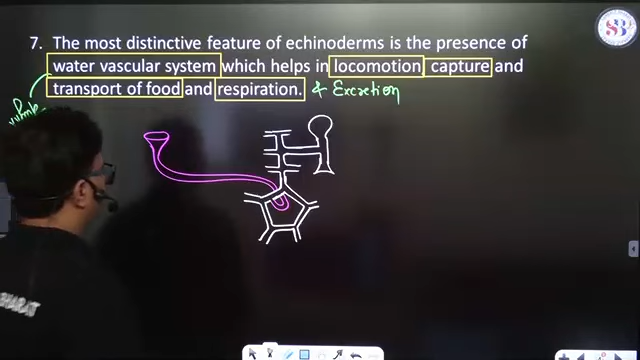 7. The most distinctive feature of echinoderms is the presence of
water vascular system which helps in locomotion, capture and
transport of food and respiration. & Excretion
SB